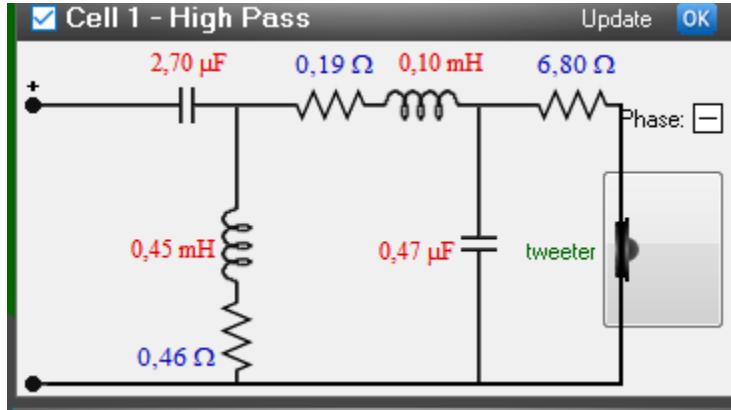 Cell 1 - High Pass Update OK
2,70 µF 0,19 Ω 0,10 mH 6,80 Ω
+
Phase: −
0,45 mH 0,47 µF tweeter
0,46 Ω